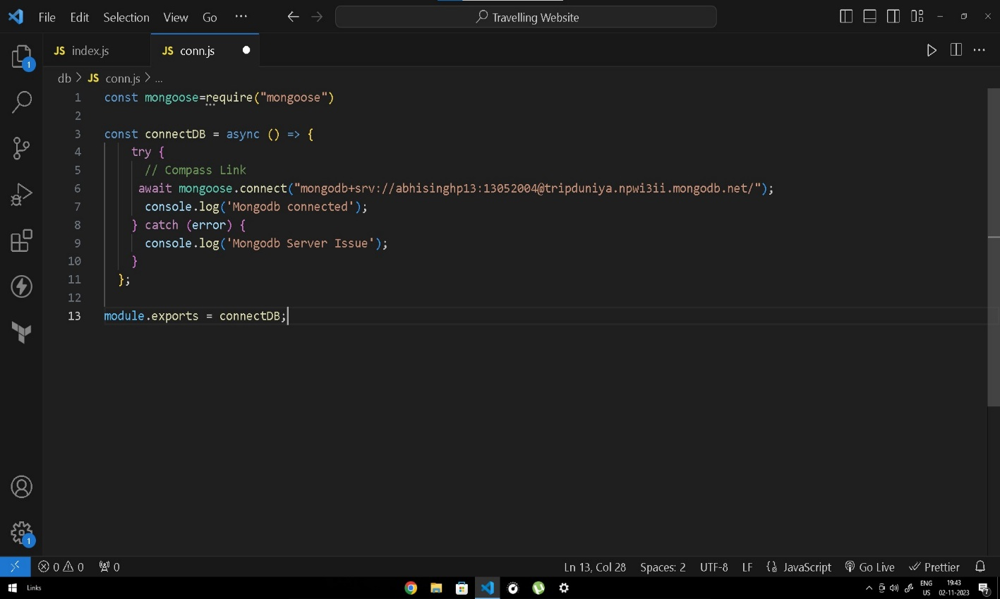 File Edit Selection View Go ··· Travelling Website
JS index.js JS conn.js
db > JS conn.js > ...
1 const mongoose=require("mongoose")
2
3 const connectDB = async () => {
4 try {
5 // Compass Link
6 await mongoose.connect("mongodb+srv://abhisinghp13:13052004@tripduniya.npwi3ii.mongodb.net/");
7 console.log('Mongodb connected');
8 } catch (error) {
9 console.log('Mongodb Server Issue');
10 }
11 };
12
13 module.exports = connectDB;
1
1
0 0 0 Ln 13, Col 28 Spaces: 2 UTF-8 LF {} JavaScript Go Live Prettier
Links ENG 19:43
US 02-11-2023 7